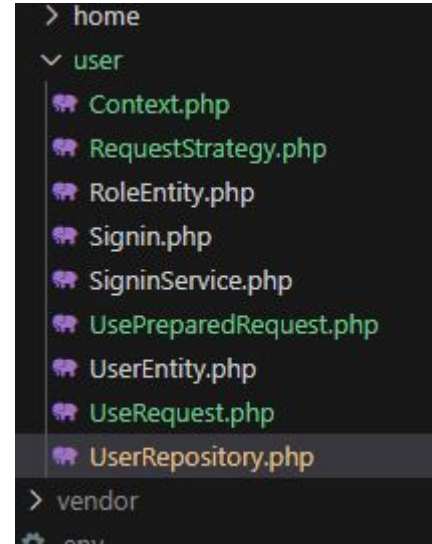 > home
user
Context.php
RequestStrategy.php
RoleEntity.php
Signin.php
SigninService.php
UsePreparedRequest.php
UserEntity.php
UseRequest.php
UserRepository.php
> vendor
.env